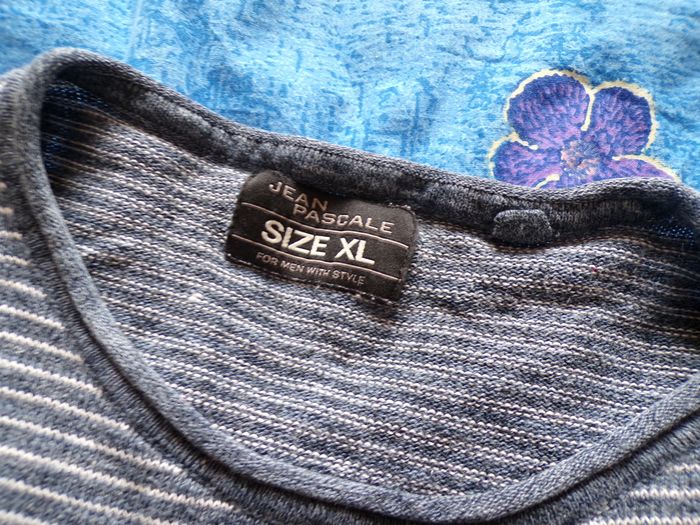 JEAN
PASCALE
SIZE XL
FOR MEN WITH STYLE